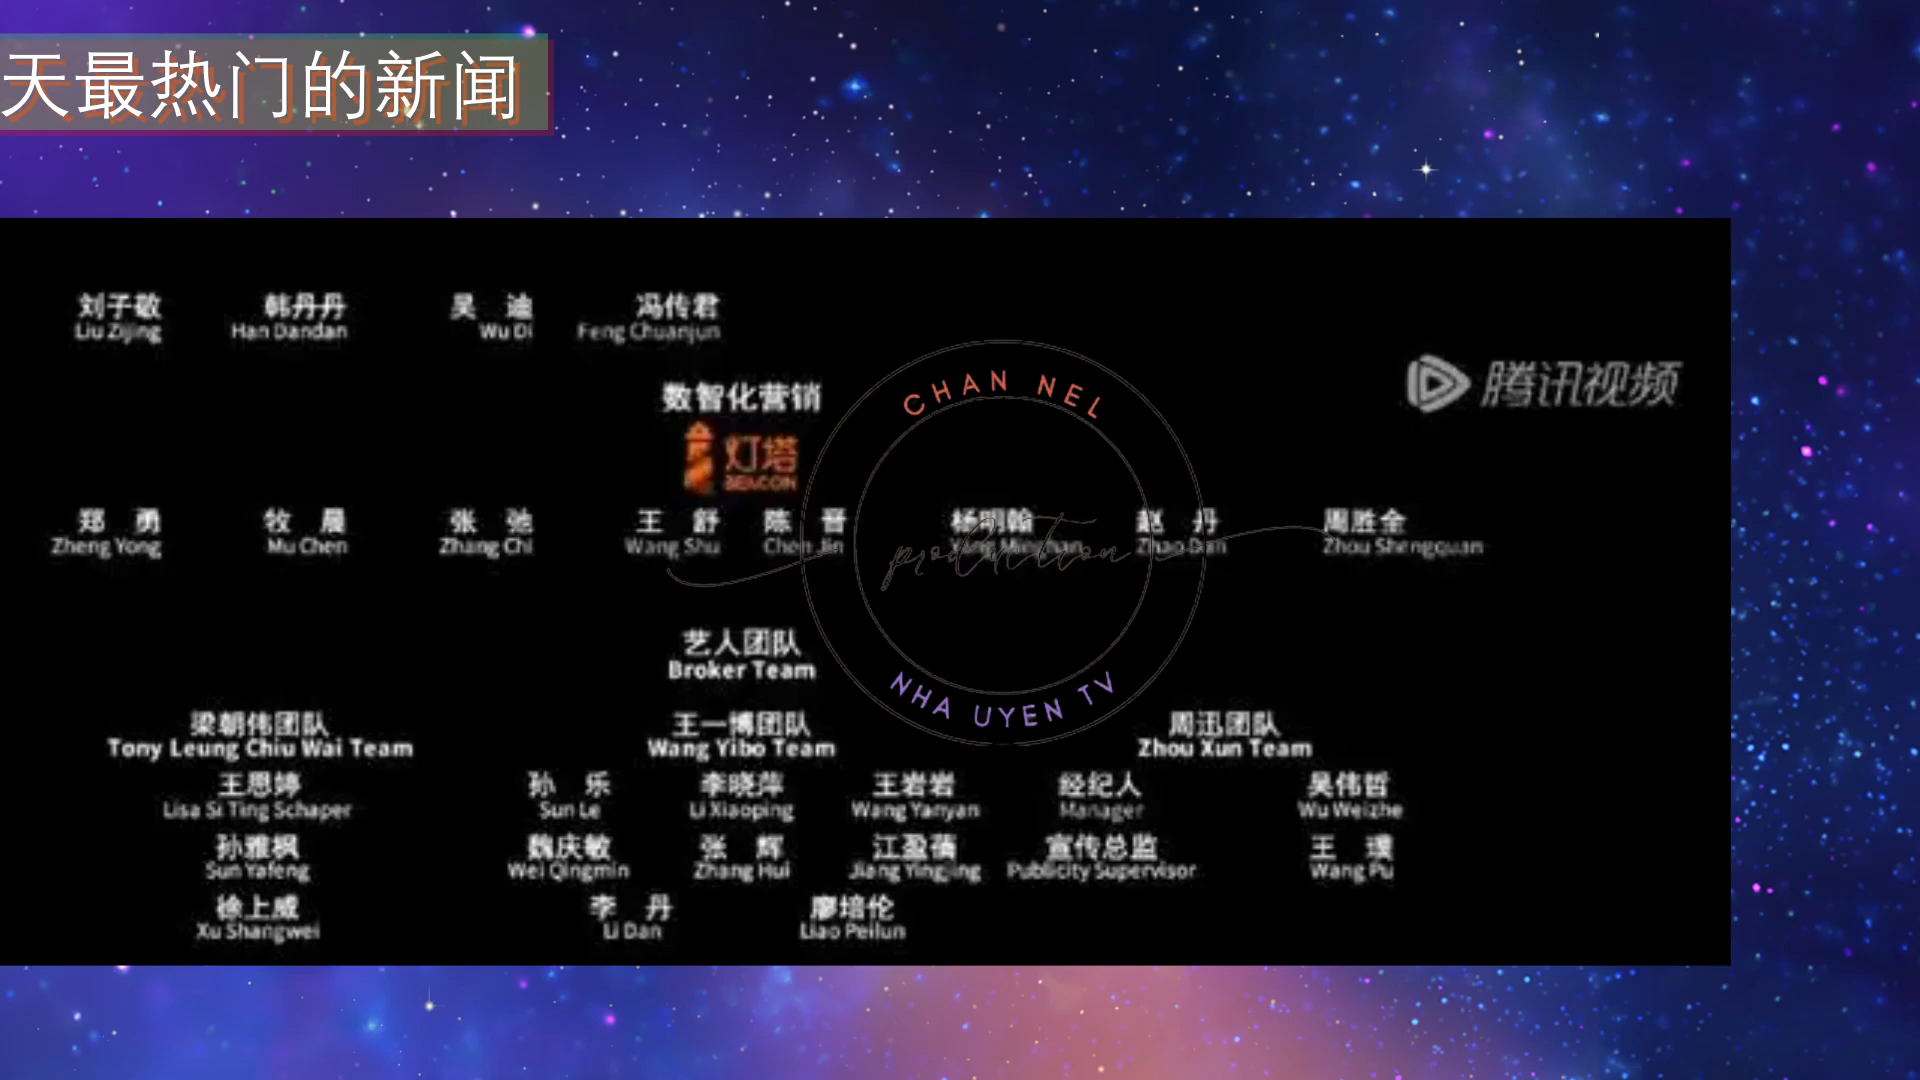 天最热门的新闻
刘子敬 韩丹丹 吴 迪 冯传君
Liu Zijing Han Dandan Wu Di Feng Chuanjun
腾讯视频
CHAN NEL
数智化营销
灯塔
BEACON
郑 勇 牧 晨 张 弛 王 舒 陈 晋 杨明翰 赵 丹 周胜全
Zheng Yong Mu Chen Zhang Chi Wang Shu Chen Jin Yang Minghan Zhao Dan Zhou Shengquan
production
艺人团队
Broker Team
NHA UYEN TV
梁朝伟团队 王一博团队 周迅团队
Tony Leung Chiu Wai Team Wang Yibo Team Zhou Xun Team
王思婷 孙 乐 李晓萍 王岩岩 经纪人 吴伟哲
Lisa Si Ting Schaper Sun Le Li Xiaoping Wang Yanyan Manager Wu Weizhe
孙雅枫 魏庆敏 张 辉 江盈蒨 宣传总监 王 璞
Sun Yafeng Wei Qingmin Zhang Hui Jiang Yingjing Publicity Supervisor Wang Pu
徐上威 李 丹 廖培伦
Xu Shangwei Li Dan Liao Peilun